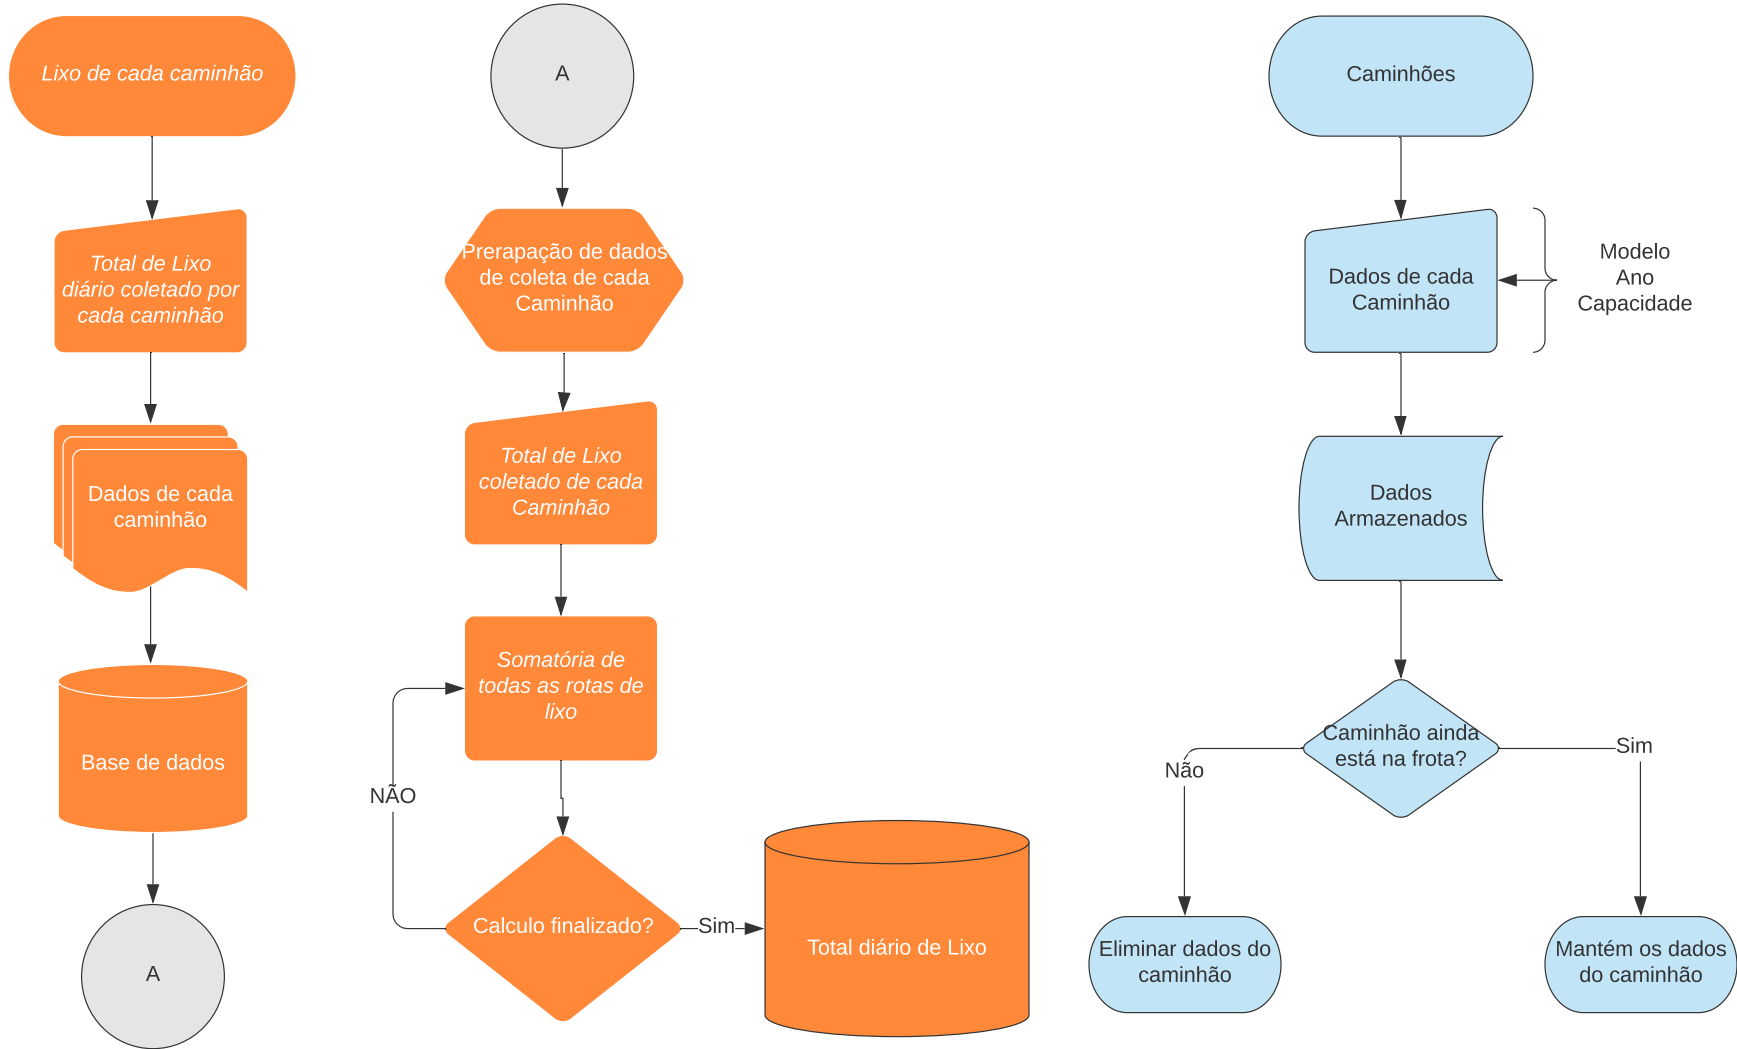 Lixo de cada caminhão
Total de Lixo
diário coletado por
cada caminhão
Dados de cada
caminhão
Base de dados
A
A
Prerapação de dados
de coleta de cada
Caminhão
Total de Lixo
coletado de cada
Caminhão
Somatória de
todas as rotas de
lixo
NÃO
Calculo finalizado?
Sim
Total diário de Lixo
Caminhões
Dados de cada
Caminhão
Modelo
Ano
Capacidade
Dados
Armazenados
Caminhão ainda
está na frota?
Não
Sim
Eliminar dados do
caminhão
Mantém os dados
do caminhão